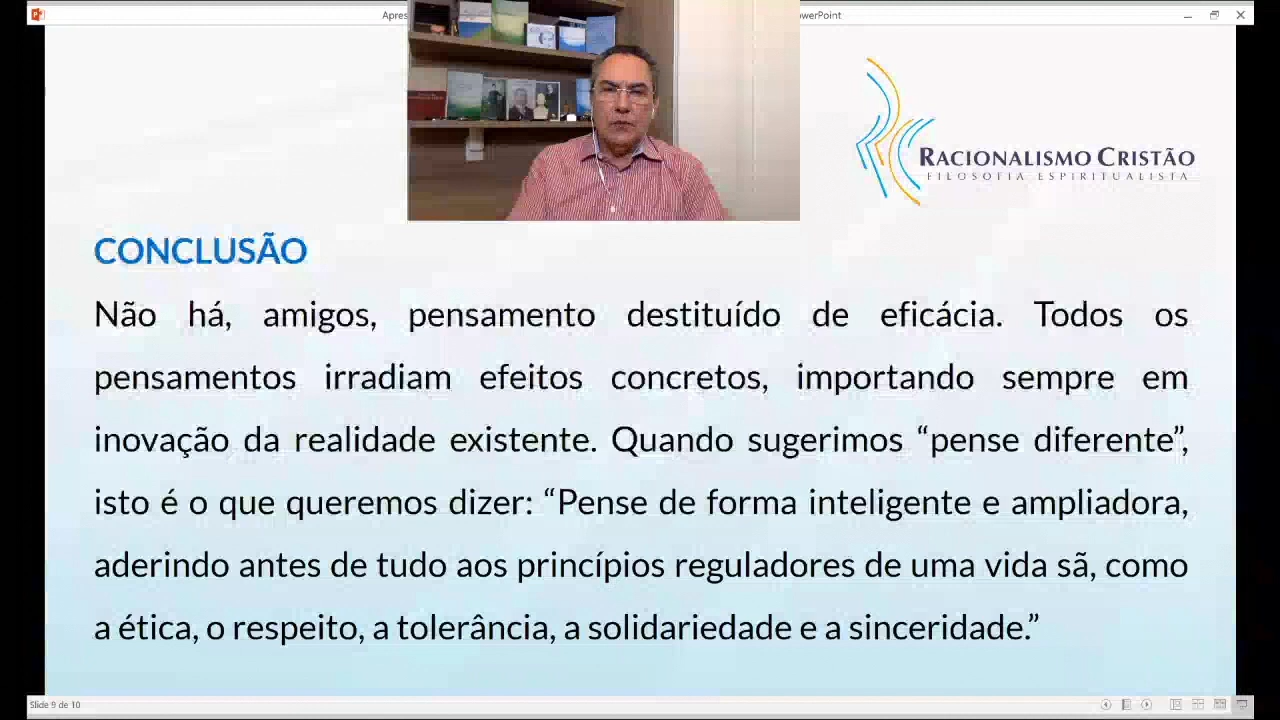 Apres
owerPoint
RACIONALISMO CRISTÃO
FILOSOFIA ESPIRITUALISTA
CONCLUSÃO
Não há, amigos, pensamento destituído de eficácia. Todos os
pensamentos irradiam efeitos concretos, importando sempre em
inovação da realidade existente. Quando sugerimos “pense diferente”,
isto é o que queremos dizer: “Pense de forma inteligente e ampliadora,
aderindo antes de tudo aos princípios reguladores de uma vida sã, como
a ética, o respeito, a tolerância, a solidariedade e a sinceridade.”
Slide 9 de 10